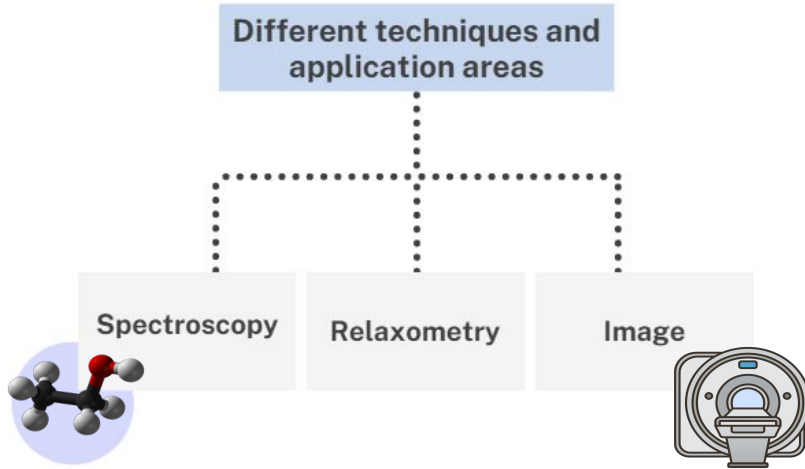 Different techniques and
application areas
Spectroscopy
Relaxometry
Image